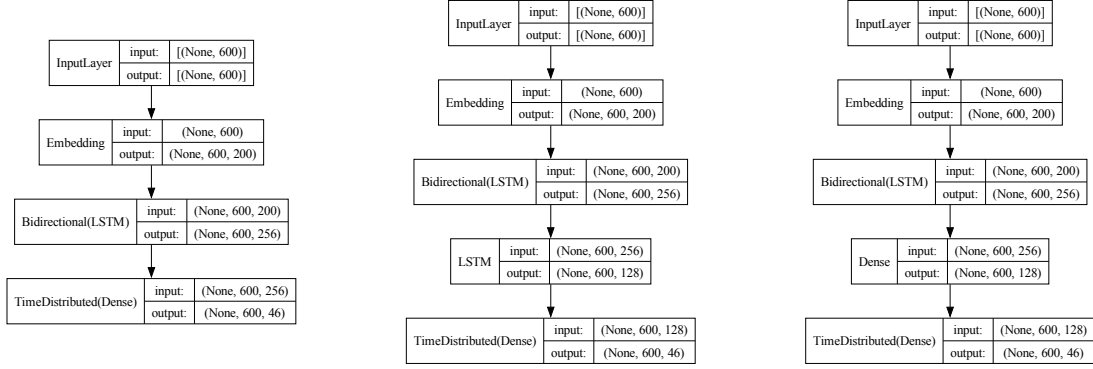 InputLayer
input: [(None, 600)]
output: [(None, 600)]
Embedding
input: (None, 600)
output: (None, 600, 200)
Bidirectional(LSTM)
input: (None, 600, 200)
output: (None, 600, 256)
TimeDistributed(Dense)
input: (None, 600, 256)
output: (None, 600, 46)
InputLayer
input: [(None, 600)]
output: [(None, 600)]
Embedding
input: (None, 600)
output: (None, 600, 200)
Bidirectional(LSTM)
input: (None, 600, 200)
output: (None, 600, 256)
LSTM
input: (None, 600, 256)
output: (None, 600, 128)
TimeDistributed(Dense)
input: (None, 600, 128)
output: (None, 600, 46)
InputLayer
input: [(None, 600)]
output: [(None, 600)]
Embedding
input: (None, 600)
output: (None, 600, 200)
Bidirectional(LSTM)
input: (None, 600, 200)
output: (None, 600, 256)
Dense
input: (None, 600, 256)
output: (None, 600, 128)
TimeDistributed(Dense)
input: (None, 600, 128)
output: (None, 600, 46)